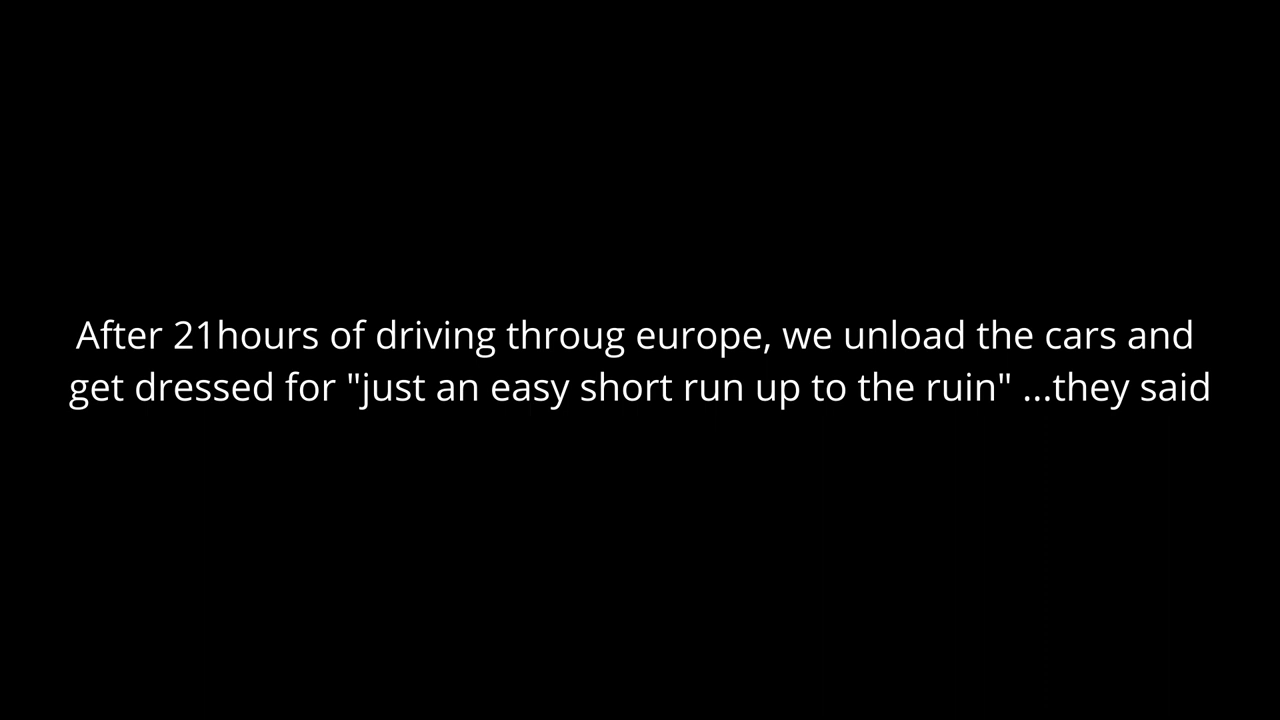 After 21hours of driving throug europe, we unload the cars and
get dressed for "just an easy short run up to the ruin" ...they said